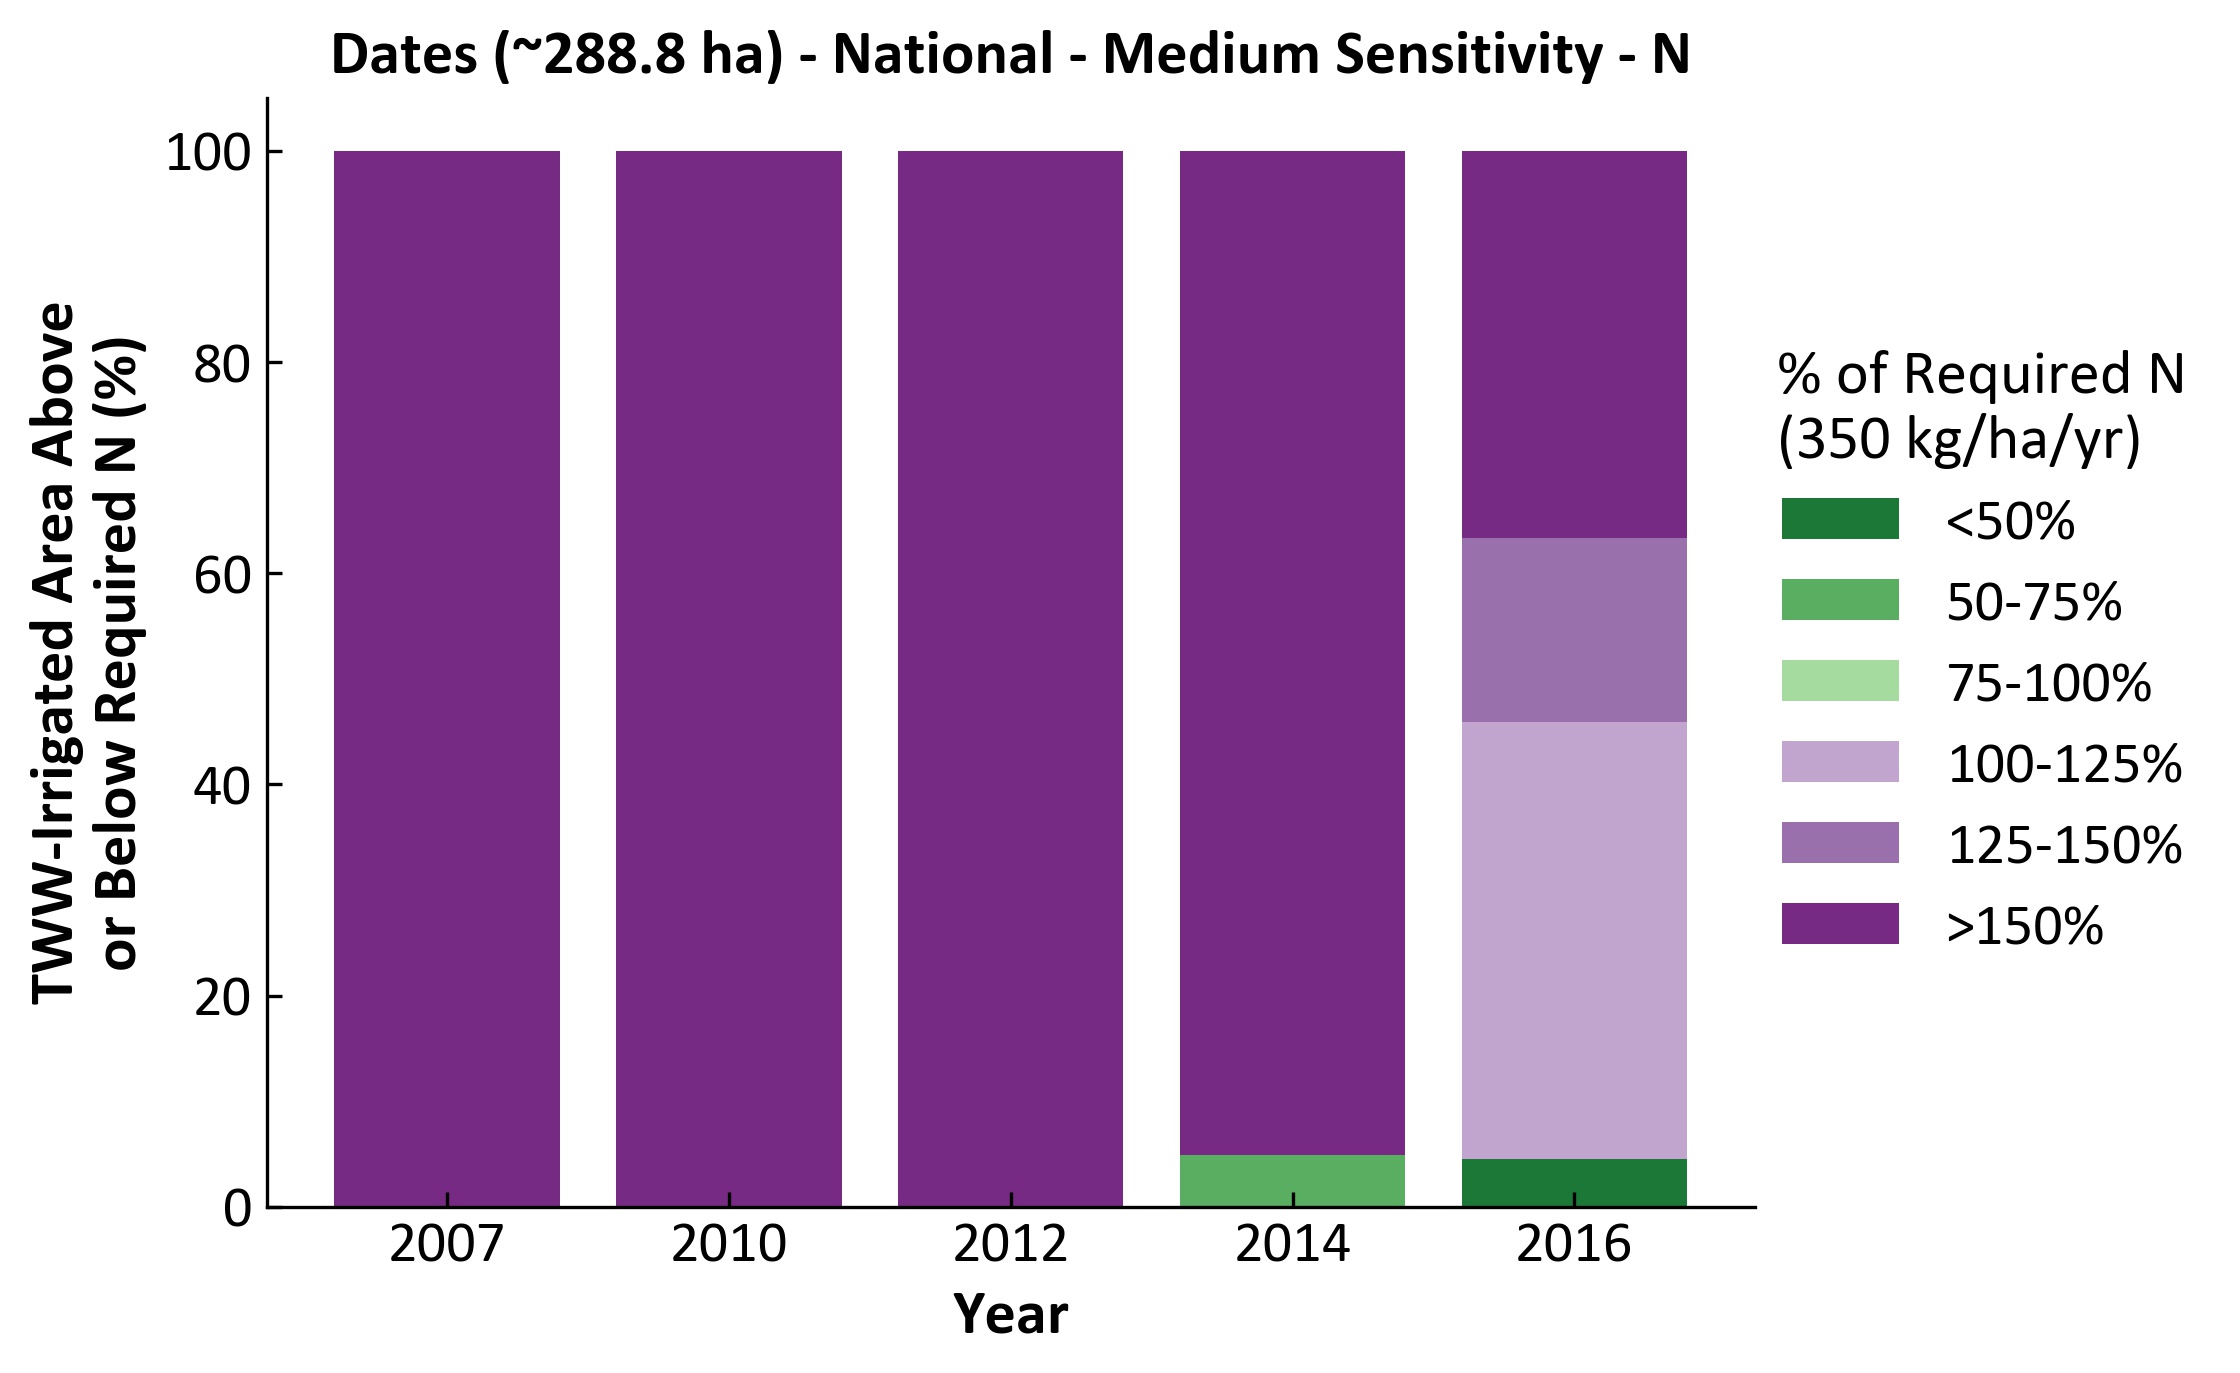 Dates (~288.8 ha) - National - Medium Sensitivity - N
TWW-Irrigated Area Above
or Below Required N (%)
100
80
60
40
20
0
2007
2010
2012
2014
2016
Year
% of Required N
(350 kg/ha/yr)
<50%
50-75%
75-100%
100-125%
125-150%
>150%